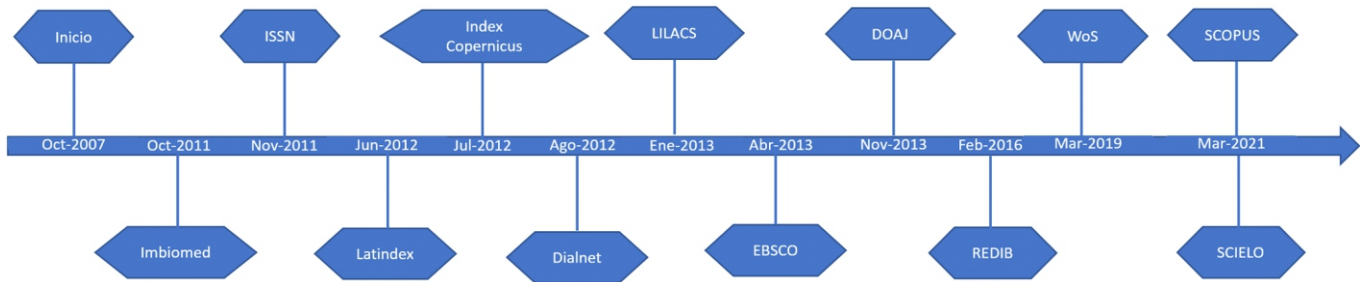 Inicio
ISSN
Index
Copernicus
LILACS
DOAJ
WoS
SCOPUS
Oct-2007
Oct-2011
Nov-2011
Jun-2012
Jul-2012
Ago-2012
Ene-2013
Abr-2013
Nov-2013
Feb-2016
Mar-2019
Mar-2021
Imbiomed
Latindex
Dialnet
EBSCO
REDIB
SCIELO